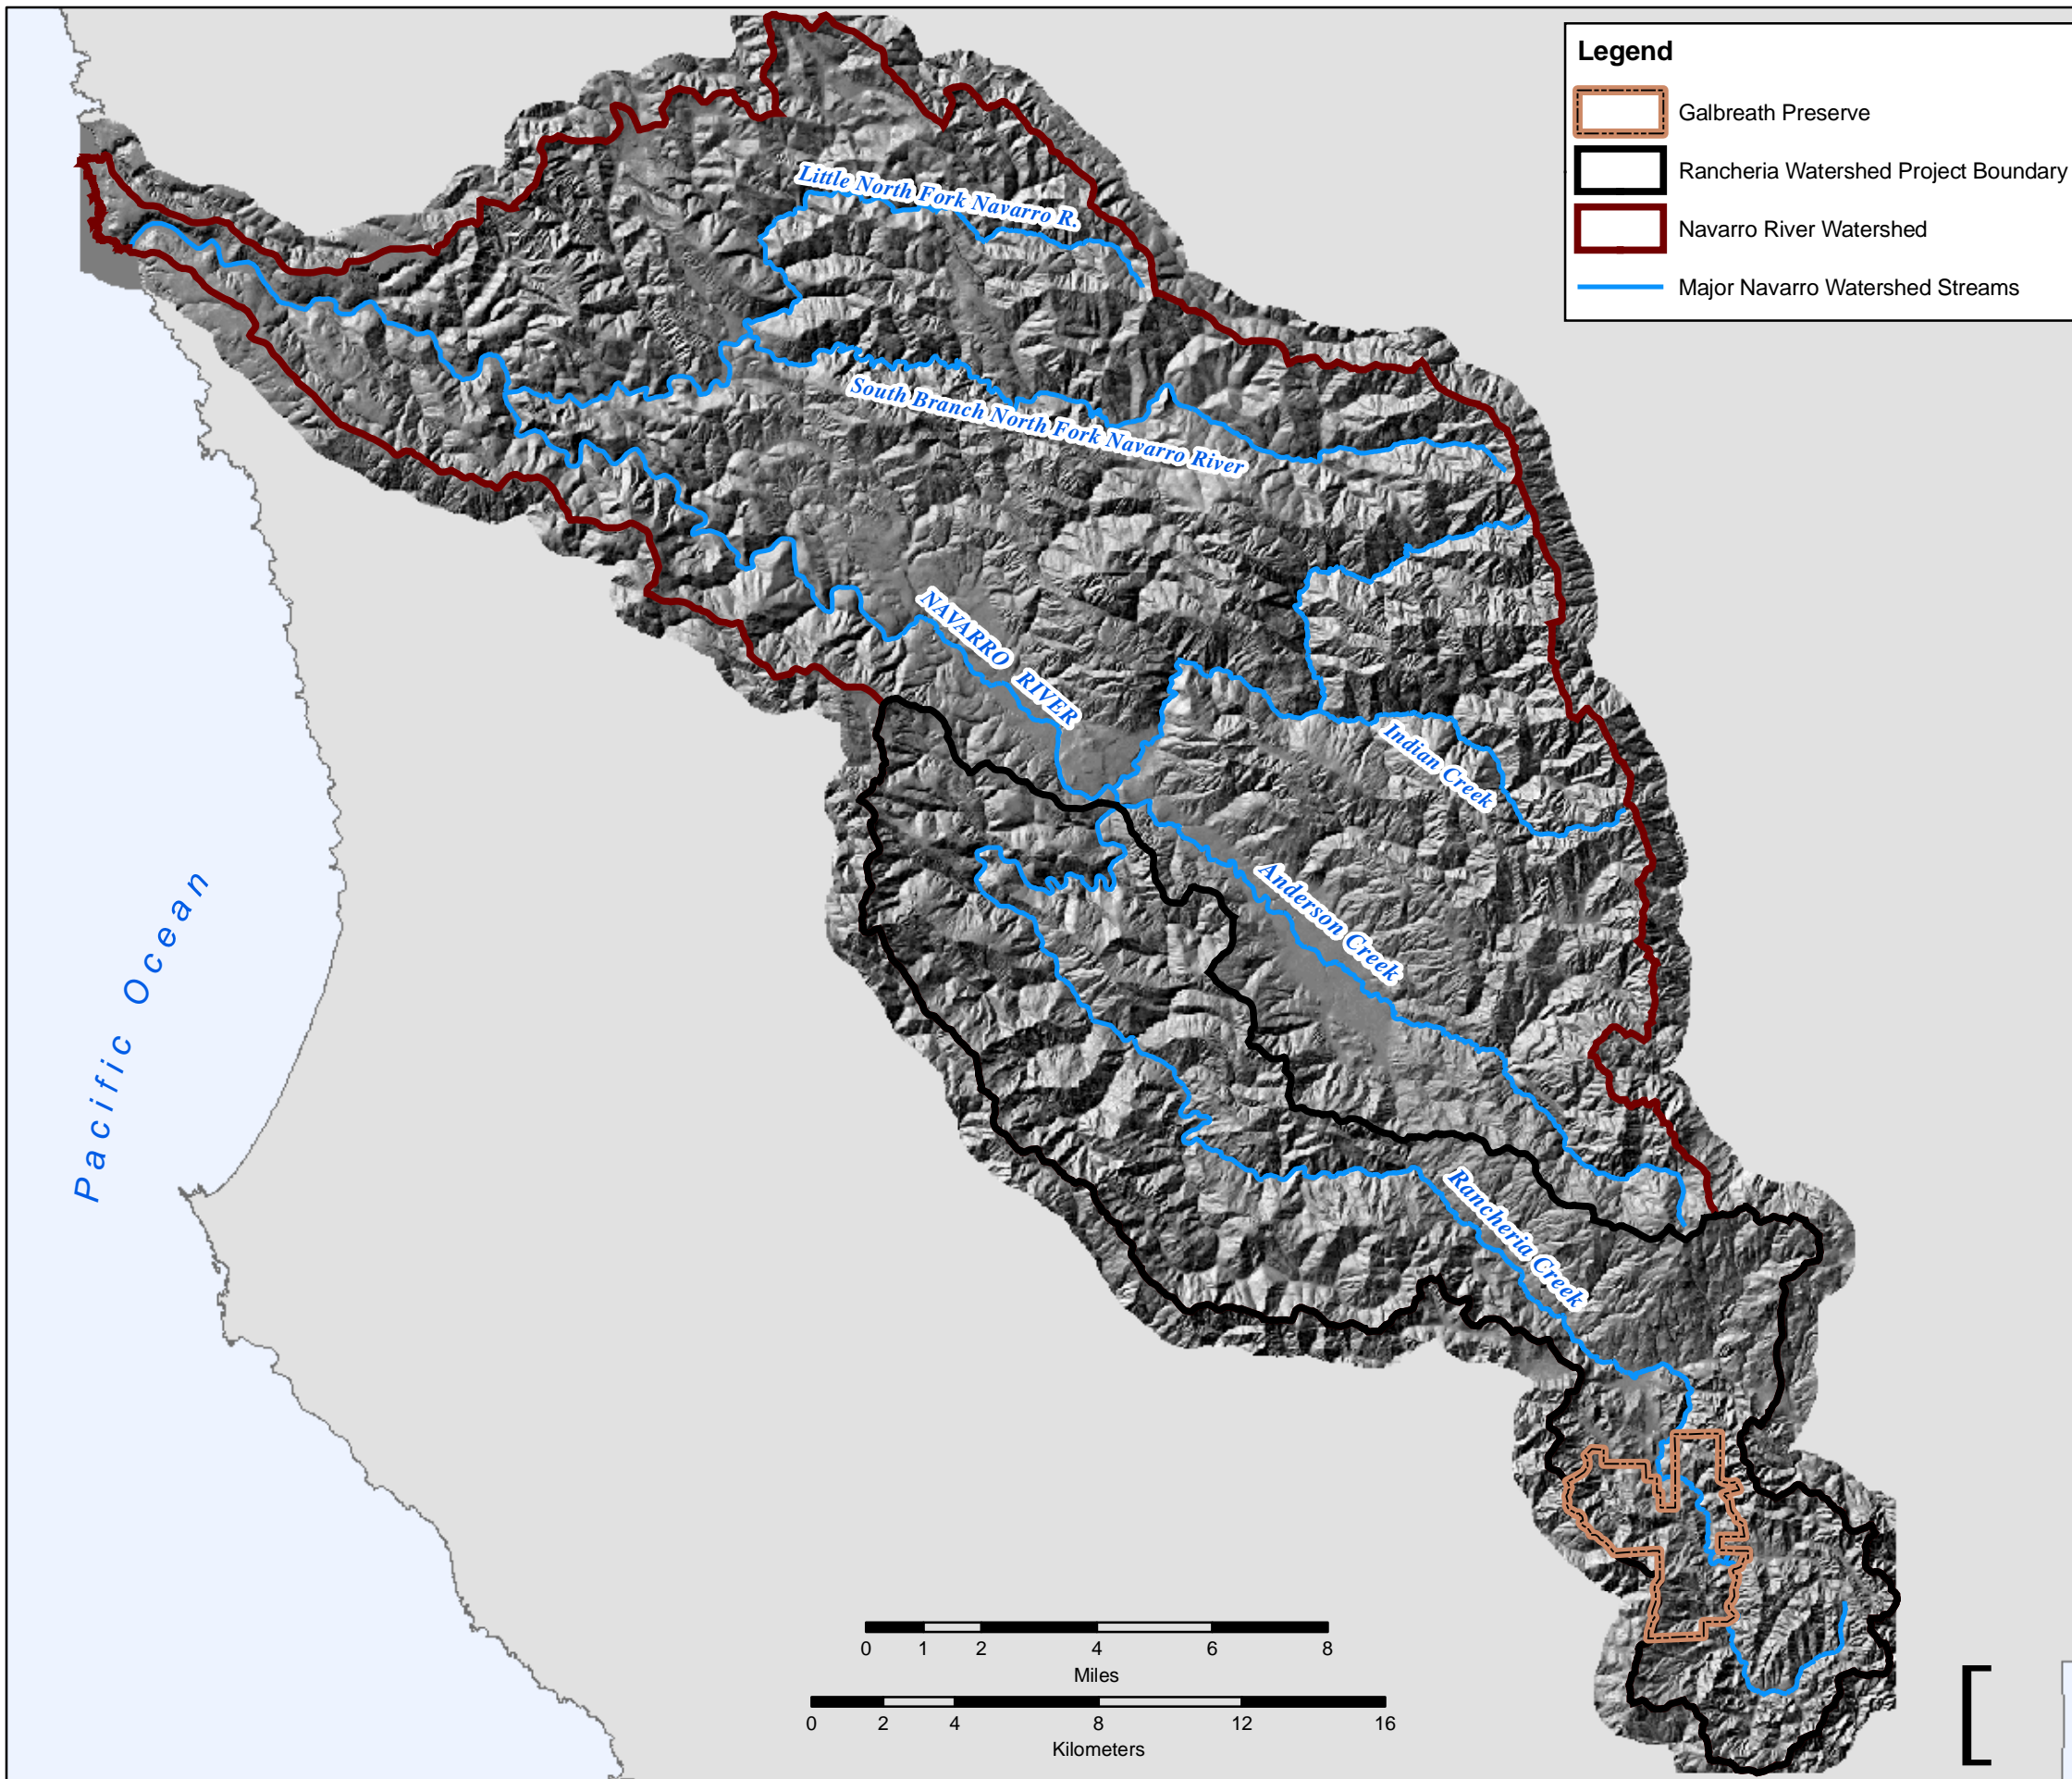 Legend
Galbreath Preserve
Rancheria Watershed Project Boundary
Navarro River Watershed
Major Navarro Watershed Streams
Little North Fork Navarro R.
South Branch North Fork Navarro River
NAVARRO RIVER
Indian Creek
Anderson Creek
Pacific Ocean
Rancheria Creek
0 1 2 4 6 8
Miles
0 2 4 8 12 16
Kilometers